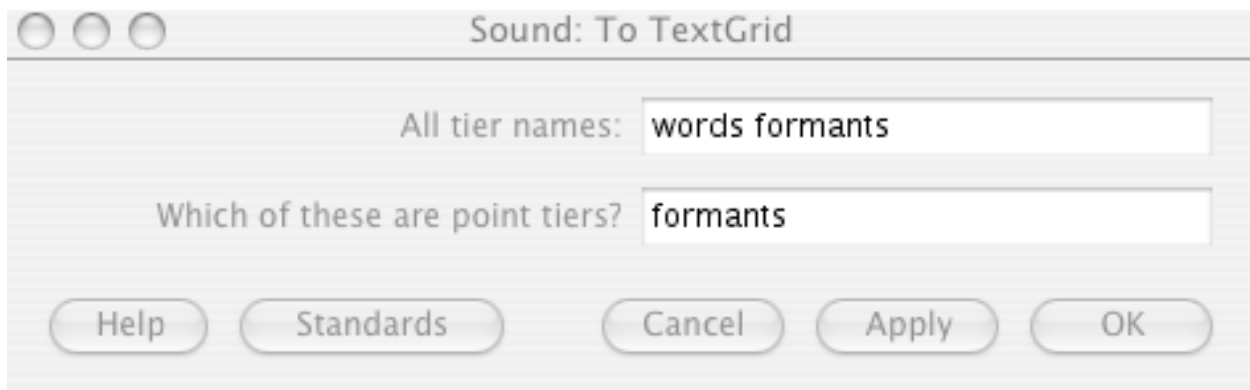 Sound: To TextGrid
All tier names: words formants
Which of these are point tiers? formants
Help Standards Cancel Apply OK